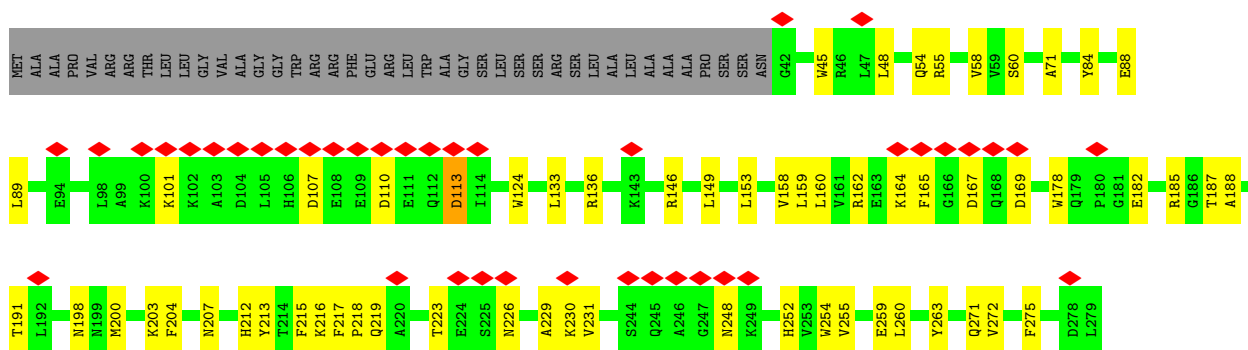 MET ALA ALA PRO VAL ARG ARG THR LEU LEU GLY VAL ALA GLY GLY TRP ARG ARG PHE GLU ARG LEU TRP ALA GLY SER LEU SER SER ARG SER LEU ALA LEU ALA ALA ALA PRO SER SER ASN G42 W45 R46 L47 L48 Q54 R55 V58 V59 S60 A71 Y84 E88
L89 E94 L98 A99 K100 K101 K102 A103 D104 L105 H106 D107 E108 E109 D110 E111 Q112 D113 I114 W124 L133 R136 K143 R146 L149 L153 V158 L159 L160 V161 R162 E163 K164 F165 G166 D167 Q168 D169 W178 Q179 P180 G181 E182 R185 G186 T187 A188
T191 L192 N198 N199 M200 K203 F204 N207 H212 Y213 T214 F215 K216 F217 P218 Q219 A220 T223 E224 S225 N226 A229 K230 V231 S244 Q245 A246 G247 N248 K249 H252 V253 W254 V255 E259 L260 Y263 Q271 V272 F275 D278 L279